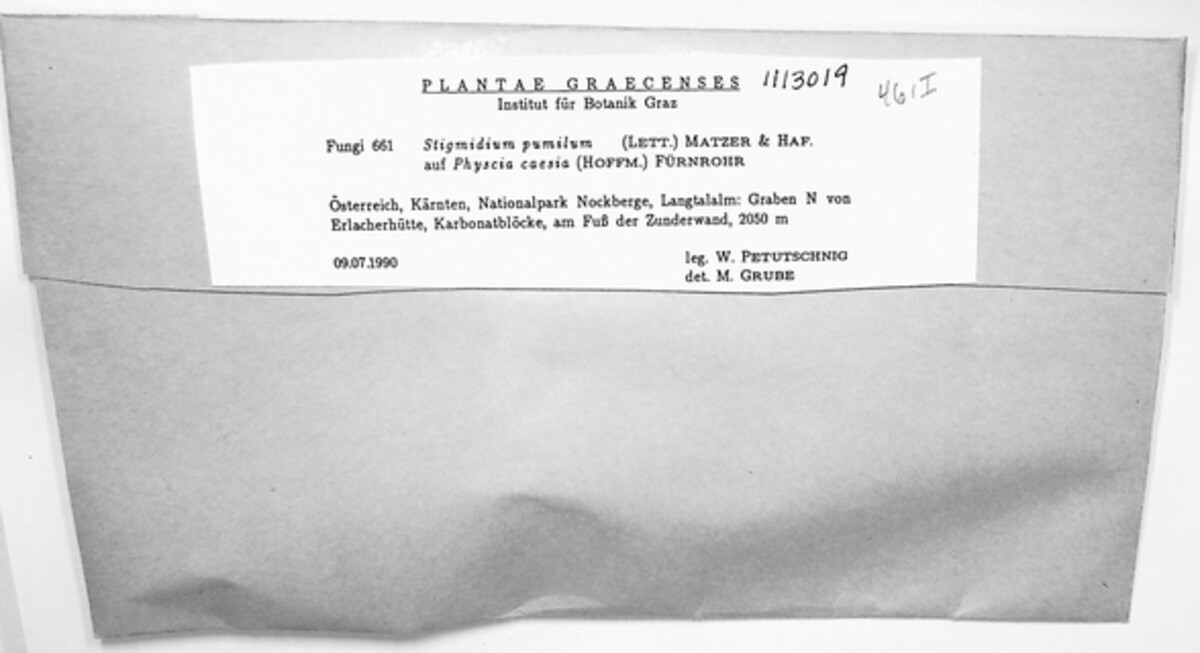 PLANTAE GRAECENSES 1113019 461I
Institut für Botanik Graz
Fungi 661 Stigmidium pumilum (LETT.) MATZER & HAF.
auf Physcia caesia (HOFFM.) FÜRNROHR
Österreich, Kärnten, Nationalpark Nockberge, Langtalalm: Graben N von
Erlacherhütte, Karbonatblöcke, am Fuß der Zunderwand, 2050 m
09.07.1990 leg. W. PETUTSCHNIG
det. M. GRUBE